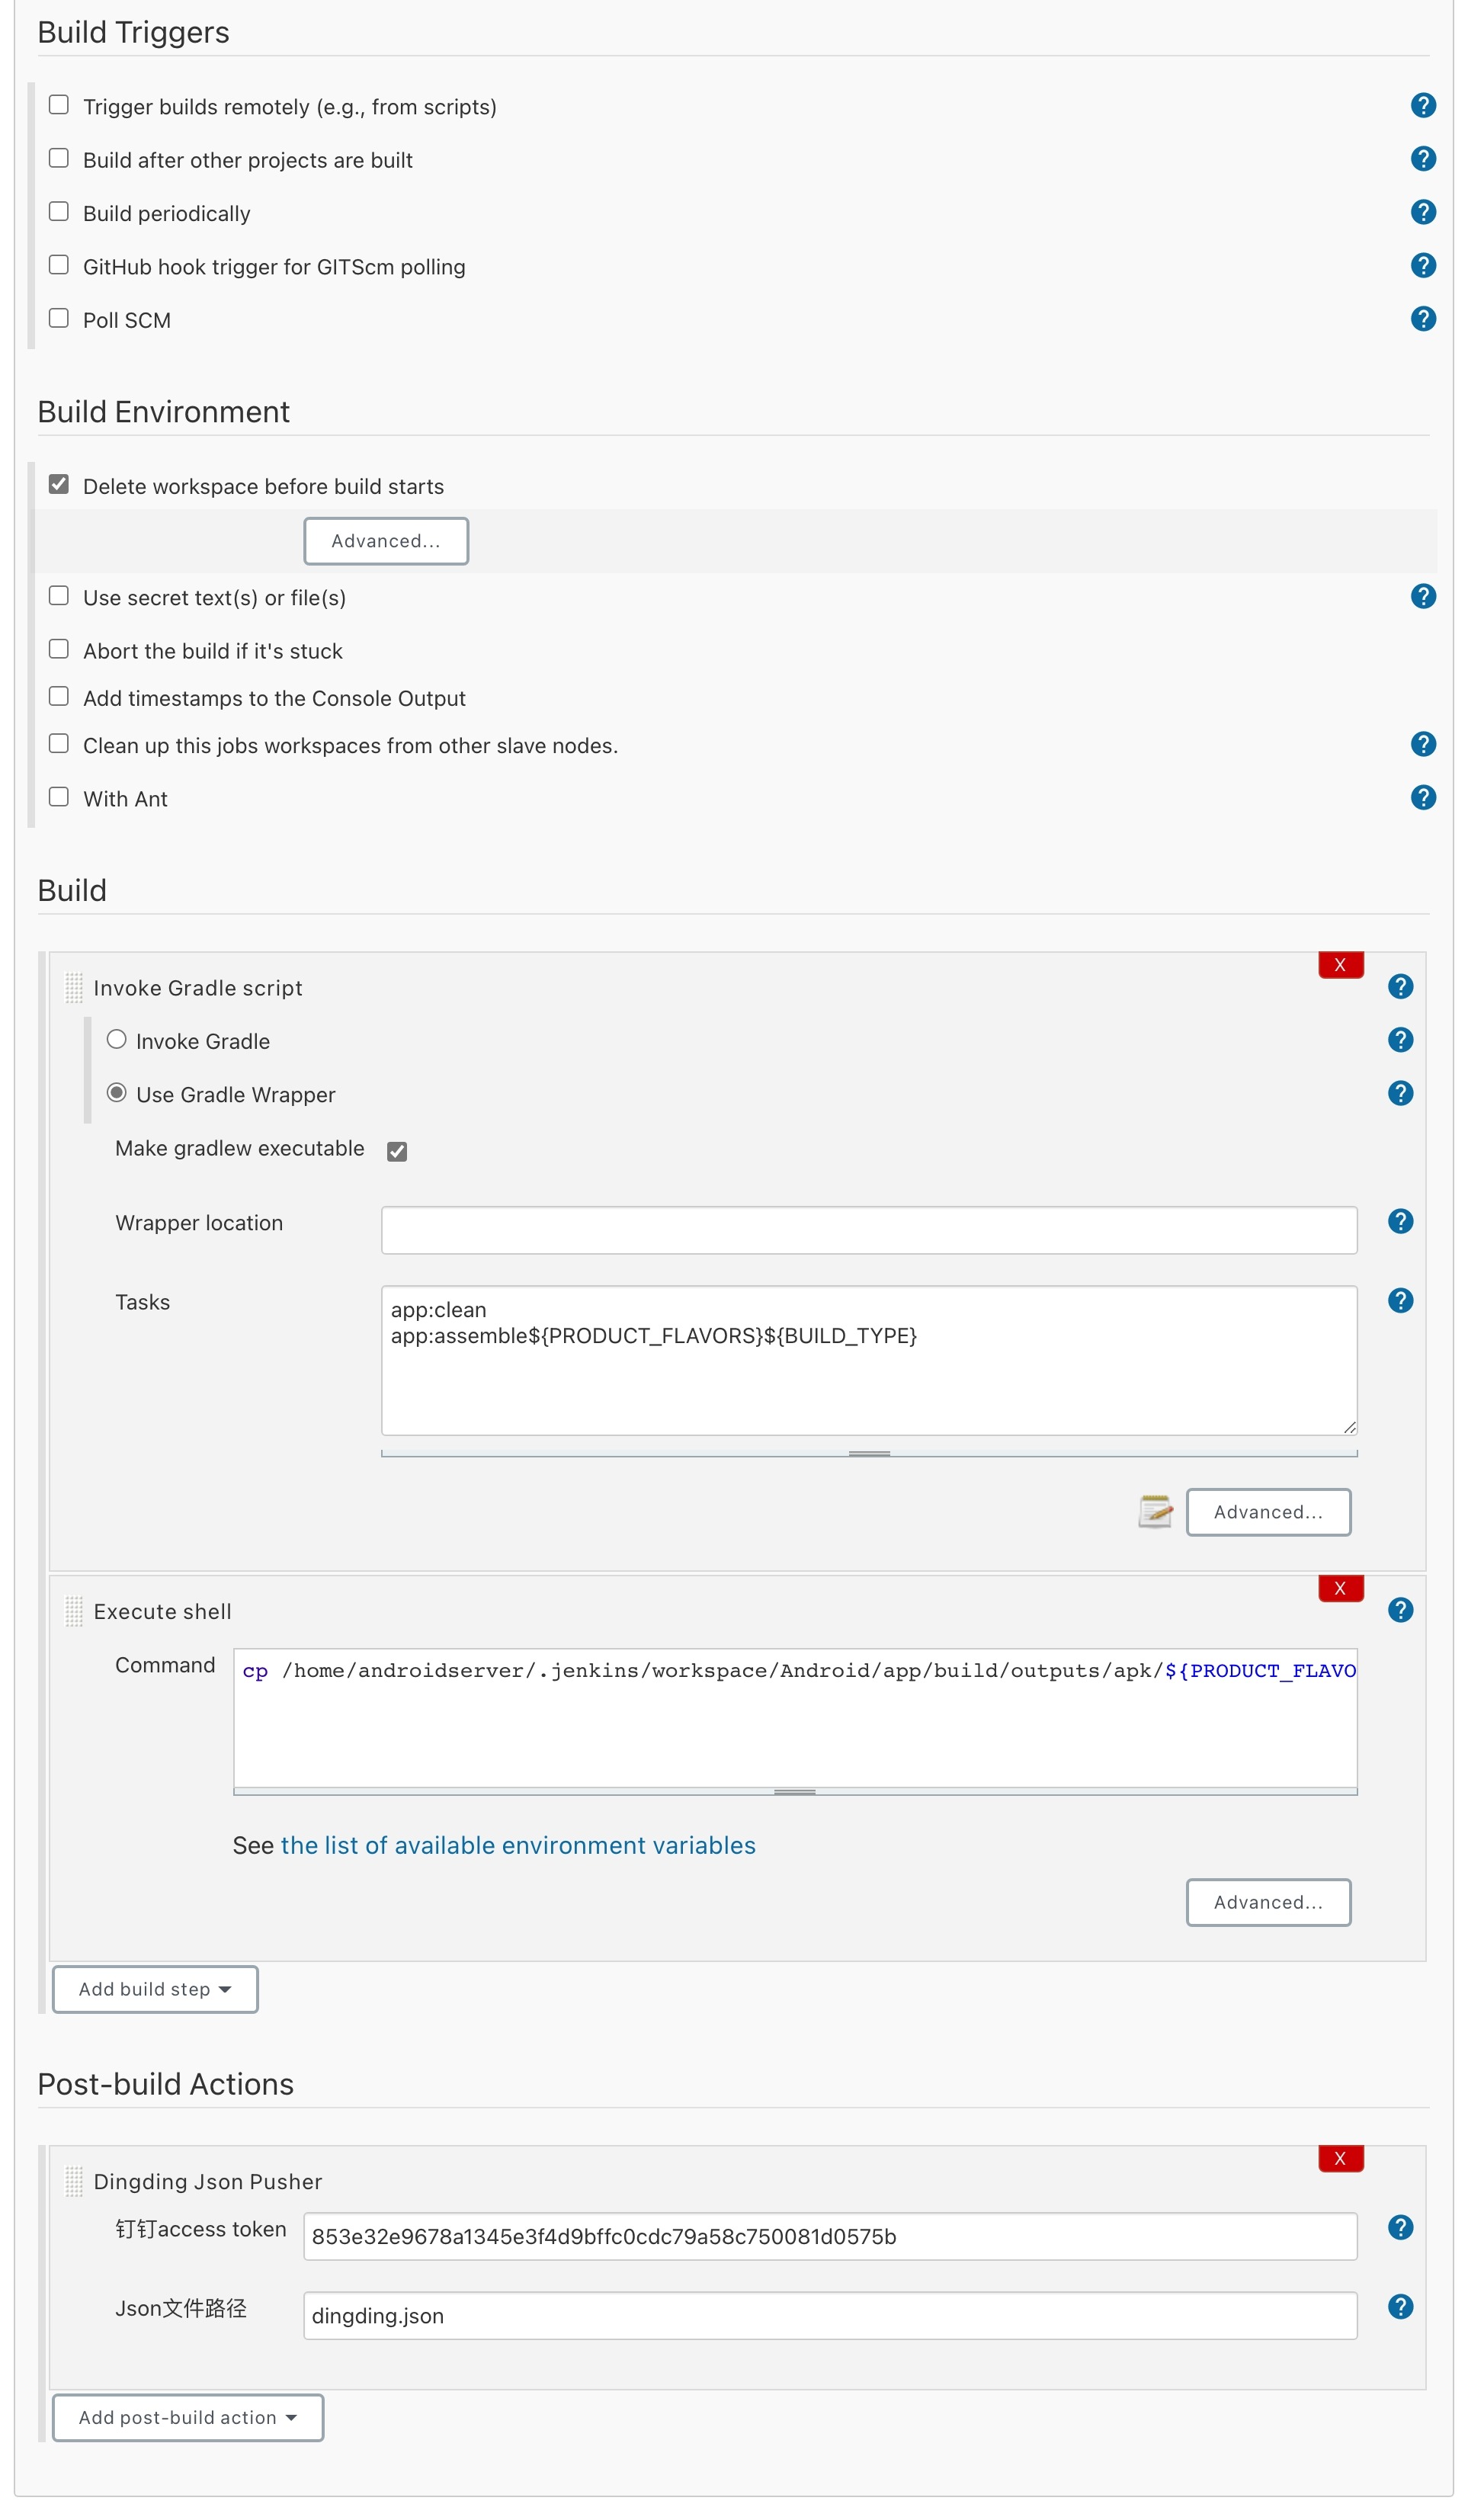 Build Triggers
Trigger builds remotely (e.g., from scripts)
Build after other projects are built
Build periodically
GitHub hook trigger for GITScm polling
Poll SCM
Build Environment
Delete workspace before build starts
Advanced...
Use secret text(s) or file(s)
Abort the build if it's stuck
Add timestamps to the Console Output
Clean up this jobs workspaces from other slave nodes.
With Ant
Build
X
Invoke Gradle script
Invoke Gradle
Use Gradle Wrapper
Make gradlew executable
Wrapper location
Tasks
app:clean
app:assemble${PRODUCT_FLAVORS}${BUILD_TYPE}
Advanced...
X
Execute shell
Command
cp /home/androidserver/.jenkins/workspace/Android/app/build/outputs/apk/${PRODUCT_FLAVO
See the list of available environment variables
Advanced...
Add build step
Post-build Actions
X
Dingding Json Pusher
钉钉access token
853e32e9678a1345e3f4d9bffc0cdc79a58c750081d0575b
Json文件路径
dingding.json
Add post-build action